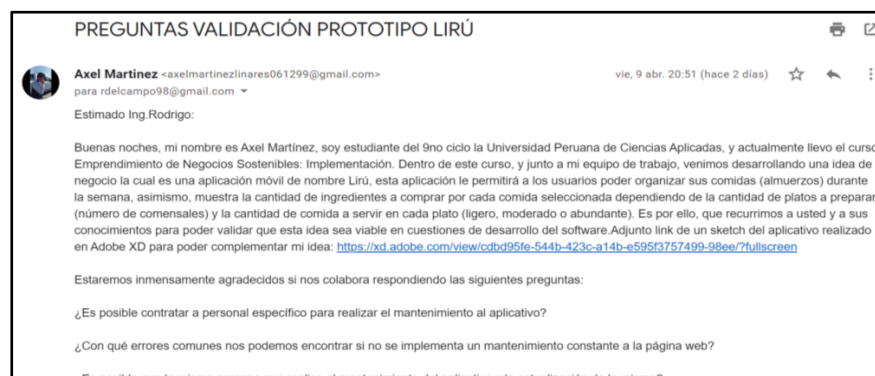 PREGUNTAS VALIDACIÓN PROTOTIPO LIRÚ
Axel Martinez <axelmartinezlinares061299@gmail.com>
vie, 9 abr. 20:51 (hace 2 días)
para rdelcampo98@gmail.com
Estimado Ing.Rodrigo:
Buenas noches, mi nombre es Axel Martínez, soy estudiante del 9no ciclo la Universidad Peruana de Ciencias Aplicadas, y actualmente llevo el curso
Emprendimiento de Negocios Sostenibles: Implementación. Dentro de este curso, y junto a mi equipo de trabajo, venimos desarrollando una idea de
negocio la cual es una aplicación móvil de nombre Lirú, esta aplicación le permitirá a los usuarios poder organizar sus comidas (almuerzos) durante
la semana, asimismo, muestra la cantidad de ingredientes a comprar por cada comida seleccionada dependiendo de la cantidad de platos a preparar
(número de comensales) y la cantidad de comida a servir en cada plato (ligero, moderado o abundante). Es por ello, que recurrimos a usted y a sus
conocimientos para poder validar que esta idea sea viable en cuestiones de desarrollo del software.Adjunto link de un sketch del aplicativo realizado
en Adobe XD para poder complementar mi idea: https://xd.adobe.com/view/cdbd95fe-544b-423c-a14b-e595f3757499-98ee/?fullscreen
Estaremos inmensamente agradecidos si nos colabora respondiendo las siguientes preguntas:
¿Es posible contratar a personal específico para realizar el mantenimiento al aplicativo?
¿Con qué errores comunes nos podemos encontrar si no se implementa un mantenimiento constante a la página web?